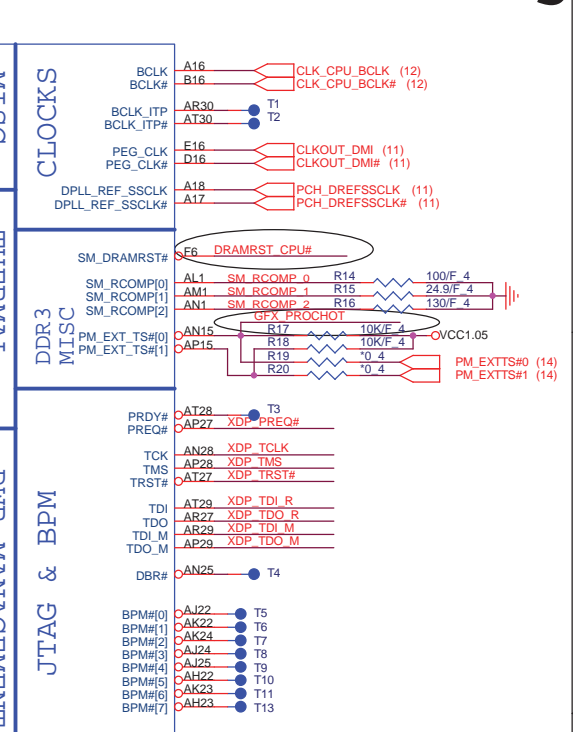 CLOCKS
BCLK A16 CLK_CPU_BCLK (12)
BCLK# B16 CLK_CPU_BCLK# (12)
BCLK_ITP AR30 T1
BCLK_ITP# AT30 T2
PEG_CLK E16 CLKOUT_DMI (11)
PEG_CLK# D16 CLKOUT_DMI# (11)
DPLL_REF_SSCLK A18 PCH_DREFSSCLK (11)
DPLL_REF_SSCLK# A17 PCH_DREFSSCLK# (11)
DDR3
MISC
SM_DRAMRST# F6 DRAMRST_CPU#
SM_RCOMP[0] AL1 SM_RCOMP_0 R14 100/F_4
SM_RCOMP[1] AM1 SM_RCOMP_1 R15 24.9/F_4
SM_RCOMP[2] AN1 SM_RCOMP_2 R16 130/F_4
GFX_PROCHOT
PM_EXT_TS#[0] AN15 R17 10K/F_4 VCC1.05
PM_EXT_TS#[1] AP15 R18 10K/F_4
R19 *0_4 PM_EXTTS#0 (14)
R20 *0_4 PM_EXTTS#1 (14)
JTAG & BPM
PRDY# AT28 T3
PREQ# AP27 XDP_PREQ#
TCK AN28 XDP_TCLK
TMS AP28 XDP_TMS
TRST# AT27 XDP_TRST#
TDI AT29 XDP_TDI_R
TDO AR27 XDP_TDO_R
TDI_M AR29 XDP_TDI_M
TDO_M AP29 XDP_TDO_M
DBR# AN25 T4
BPM#[0] AJ22 T5
BPM#[1] AK22 T6
BPM#[2] AK24 T7
BPM#[3] AJ24 T8
BPM#[4] AJ25 T9
BPM#[5] AH22 T10
BPM#[6] AK23 T11
BPM#[7] AH23 T13